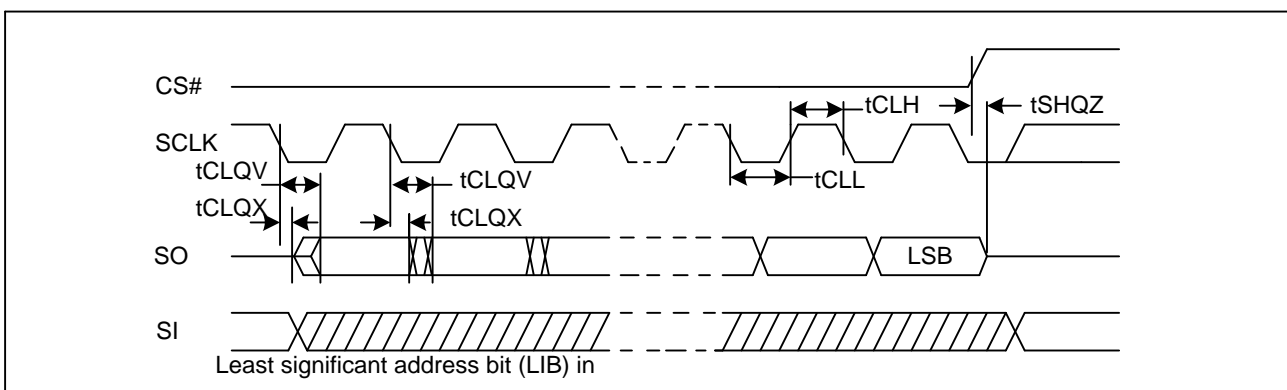 CS#
tCLH
tSHQZ
SCLK
tCLQV
tCLQV
tCLL
tCLQX
tCLQX
SO
LSB
SI
Least significant address bit (LIB) in